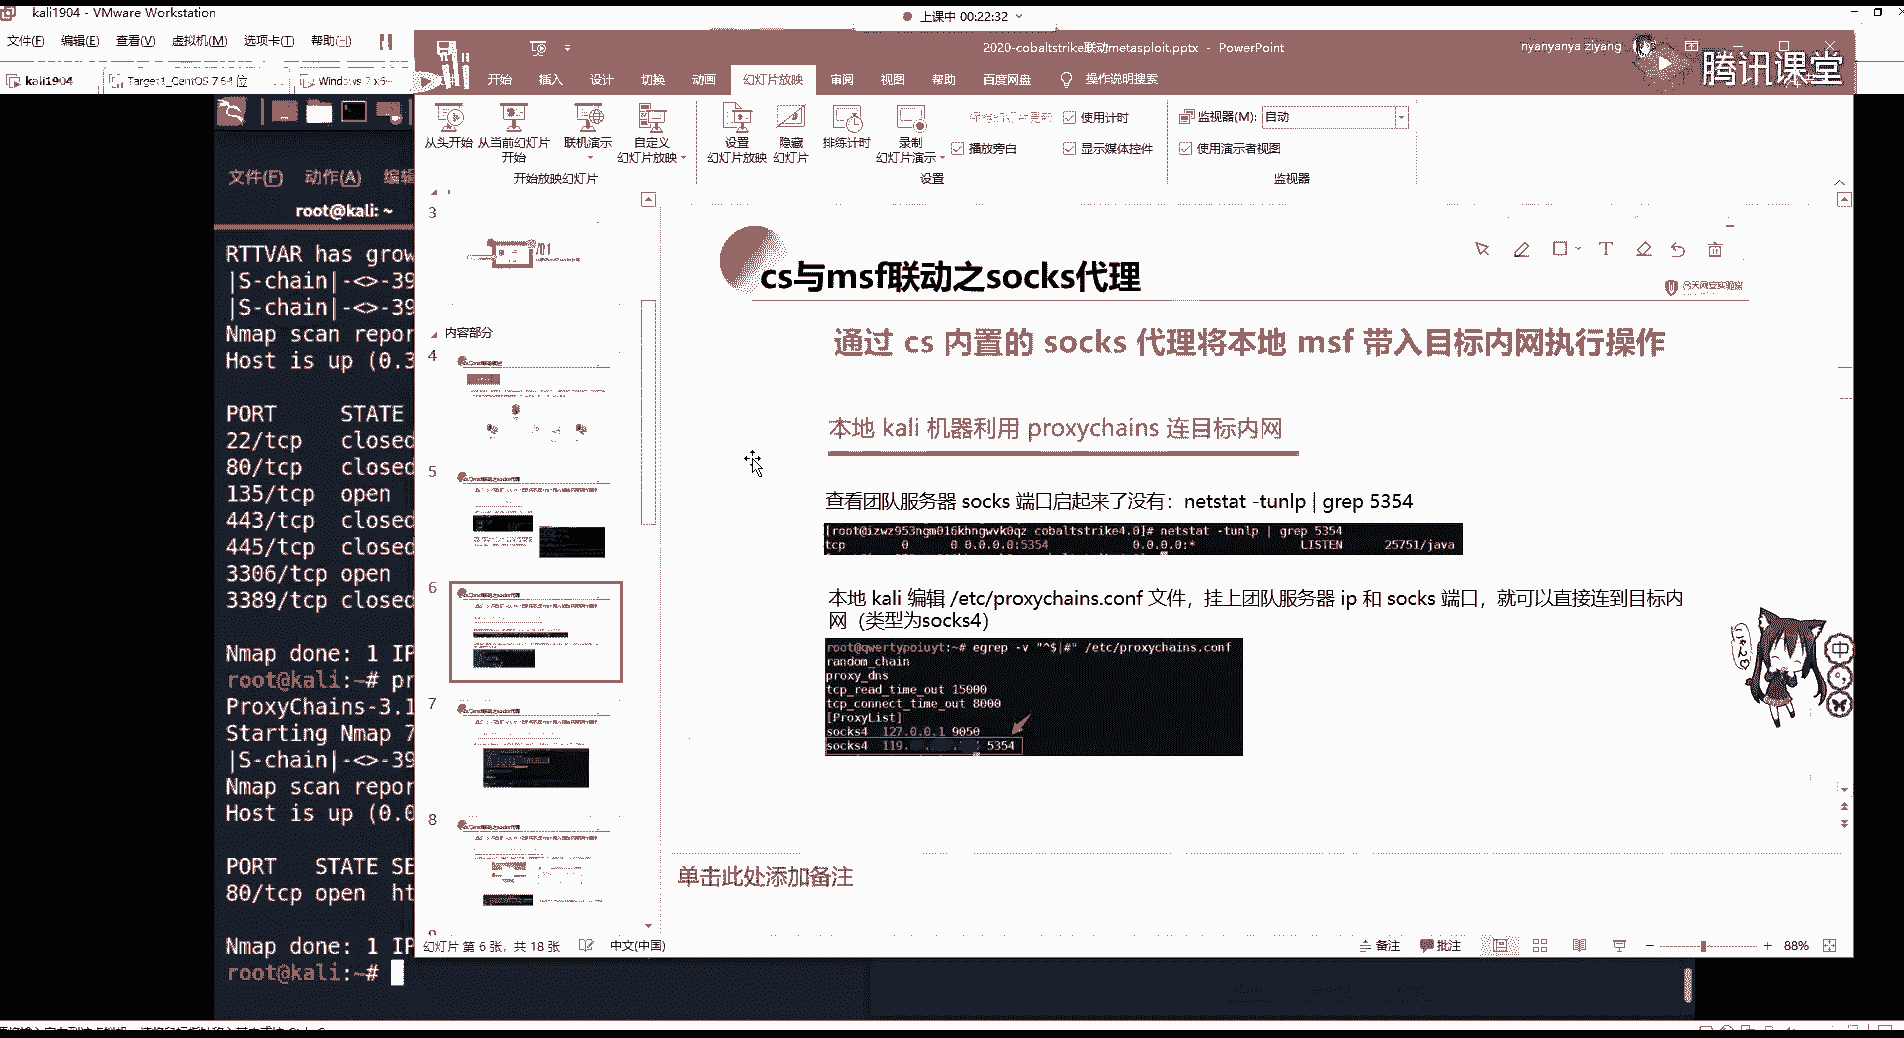 kali1904 - VMware Workstation
上课中 00:22:32
文件(F) 编辑(E) 查看(V) 虚拟机(M) 选项卡(T) 帮助(H)
kali1904
Target1_CentOS 7 64 位
Windows 7 x6
2020-cobaltstrike联动metasploit.pptx - PowerPoint
nyanyanya ziyang
腾讯课堂
开始 插入 设计 切换 动画 幻灯片放映 审阅 视图 帮助 百度网盘 操作说明搜索
从头开始 从当前幻灯片开始 联机演示 自定义幻灯片放映
设置幻灯片放映 隐藏幻灯片 排练计时 录制幻灯片演示
播放旁白
使用计时
显示媒体控件
监视器(M): 自动
使用演示者视图
开始放映幻灯片 设置 监视器
文件(F) 动作(A) 编辑
root@kali: ~
RTTVAR has grow
|S-chain|-<>-39
|S-chain|-<>-39
Nmap scan repor
Host is up (0.3
PORT STATE
22/tcp closed
80/tcp closed
135/tcp open
443/tcp closed
445/tcp closed
3306/tcp open
3389/tcp closed
Nmap done: 1 IP
root@kali:~# pr
ProxyChains-3.1
Starting Nmap 7
|S-chain|-<>-39
Nmap scan repor
Host is up (0.0
PORT STATE SE
80/tcp open ht
Nmap done: 1 IP
root@kali:~#
3
/01
内容部分
4
5
6
7
8
cs与msf联动之socks代理
合天网安实验室
通过 cs 内置的 socks 代理将本地 msf 带入目标内网执行操作
本地 kali 机器利用 proxychains 连目标内网
查看团队服务器 socks 端口启起来了没有：netstat -tunlp | grep 5354
[root@izwz953ngm016khngwvk0qz cobaltstrike4.0]# netstat -tunlp | grep 5354
tcp 0 0 0.0.0.0:5354 0.0.0.0:* LISTEN 25751/java
本地 kali 编辑 /etc/proxychains.conf 文件，挂上团队服务器 ip 和 socks 端口，就可以直接连到目标内
网（类型为socks4）
root@qwertypoiuyt:~# egrep -v "^$|#" /etc/proxychains.conf
random_chain
proxy_dns
tcp_read_time_out 15000
tcp_connect_time_out 8000
[ProxyList]
socks4 127.0.0.1 9050
socks4 119. 5354
中
单击此处添加备注
幻灯片 第 6 张，共 18 张 中文(中国)
备注 批注 88%